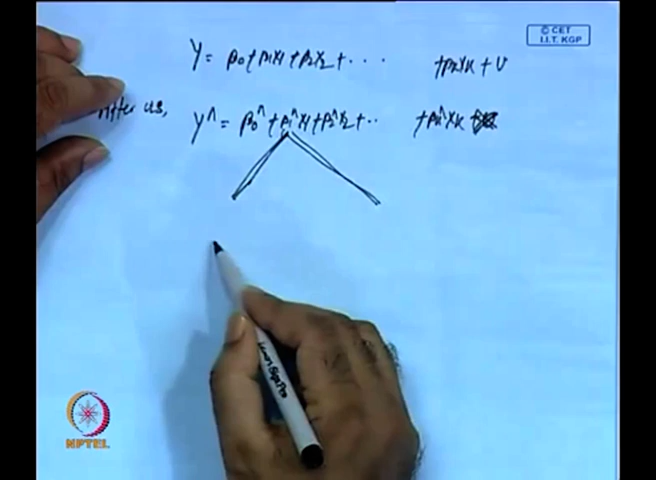 © CET
I.I.T. KGP
Y = β0 + β1X1 + β2X2 + . . . + βkXk + U
After us,
Y^ = β0^ + β1^X1 + β2^X2 + .. + βk^Xk
NPTEL